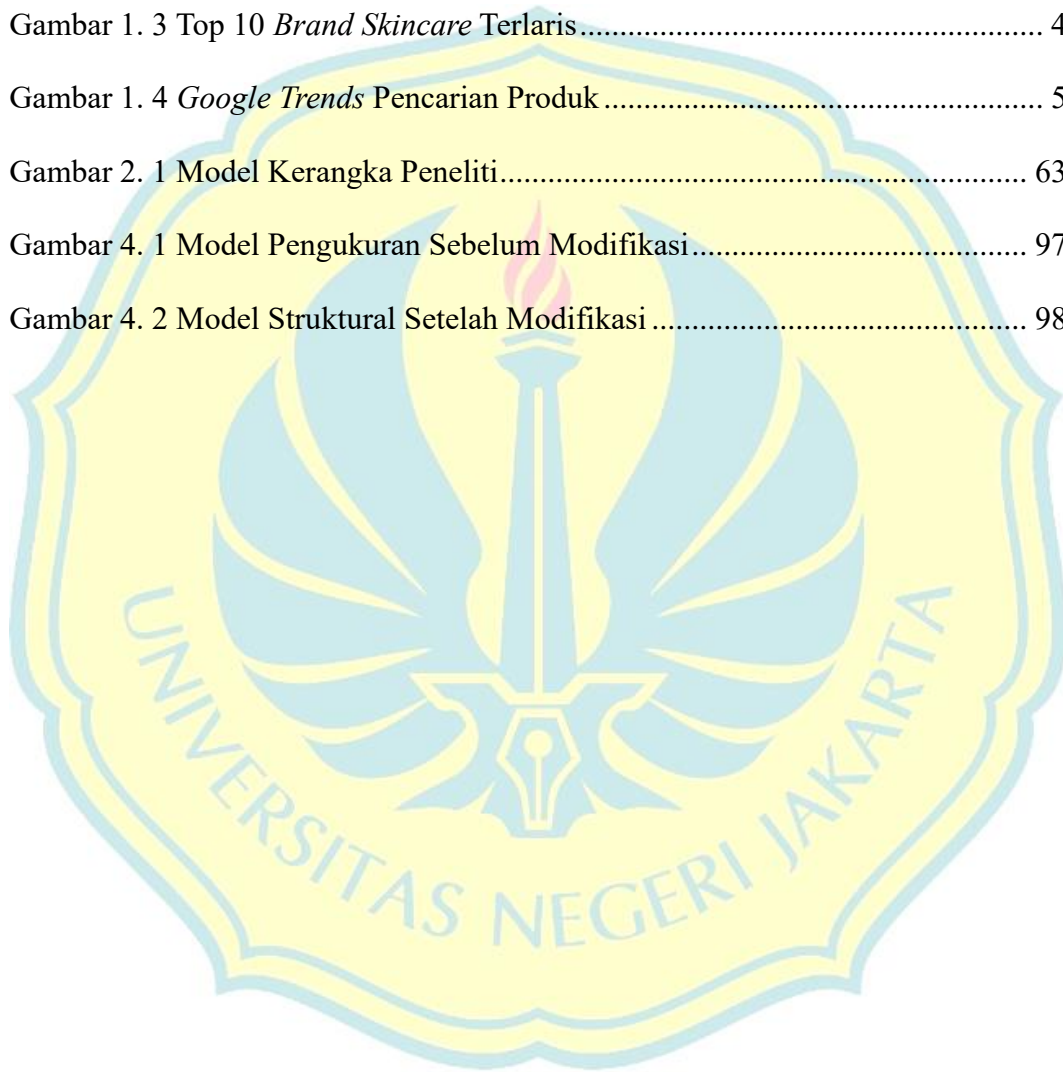 Gambar 1. 3 Top 10 Brand Skincare Terlaris............................................................ 4
Gambar 1. 4 Google Trends Pencarian Produk......................................................... 5
Gambar 2. 1 Model Kerangka Peneliti..................................................................... 63
Gambar 4. 1 Model Pengukuran Sebelum Modifikasi............................................ 97
Gambar 4. 2 Model Struktural Setelah Modifikasi................................................. 98
UNIVERSITAS NEGERI JAKARTA